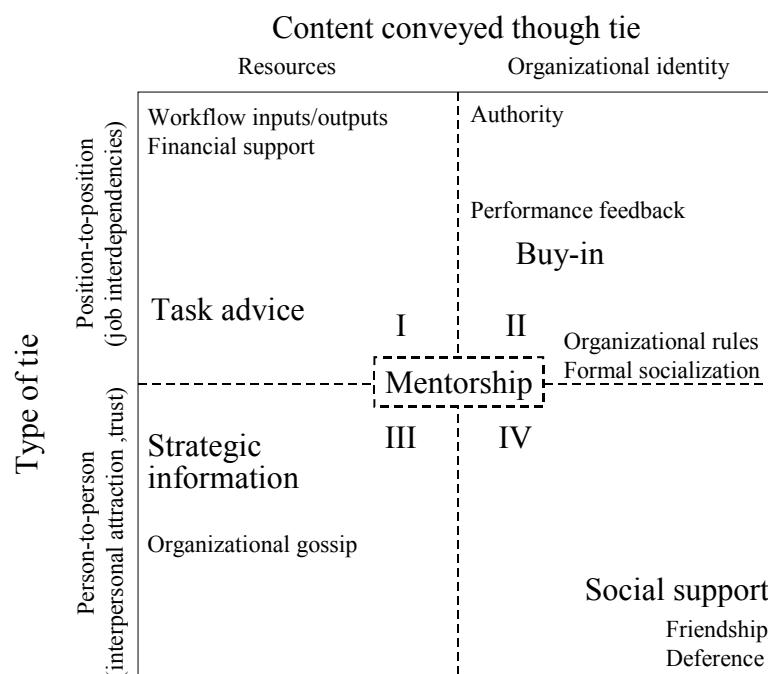 Content conveyed though tie
Resources
Organizational identity
Type of tie
Position-to-position
(job interdependencies)
Workflow inputs/outputs
Financial support
Authority
Performance feedback
Buy-in
Task advice
I
II
Organizational rules
Formal socialization
Mentorship
Person-to-person
(interpersonal attraction ,trust)
III
IV
Strategic
information
Organizational gossip
Social support
Friendship
Deference